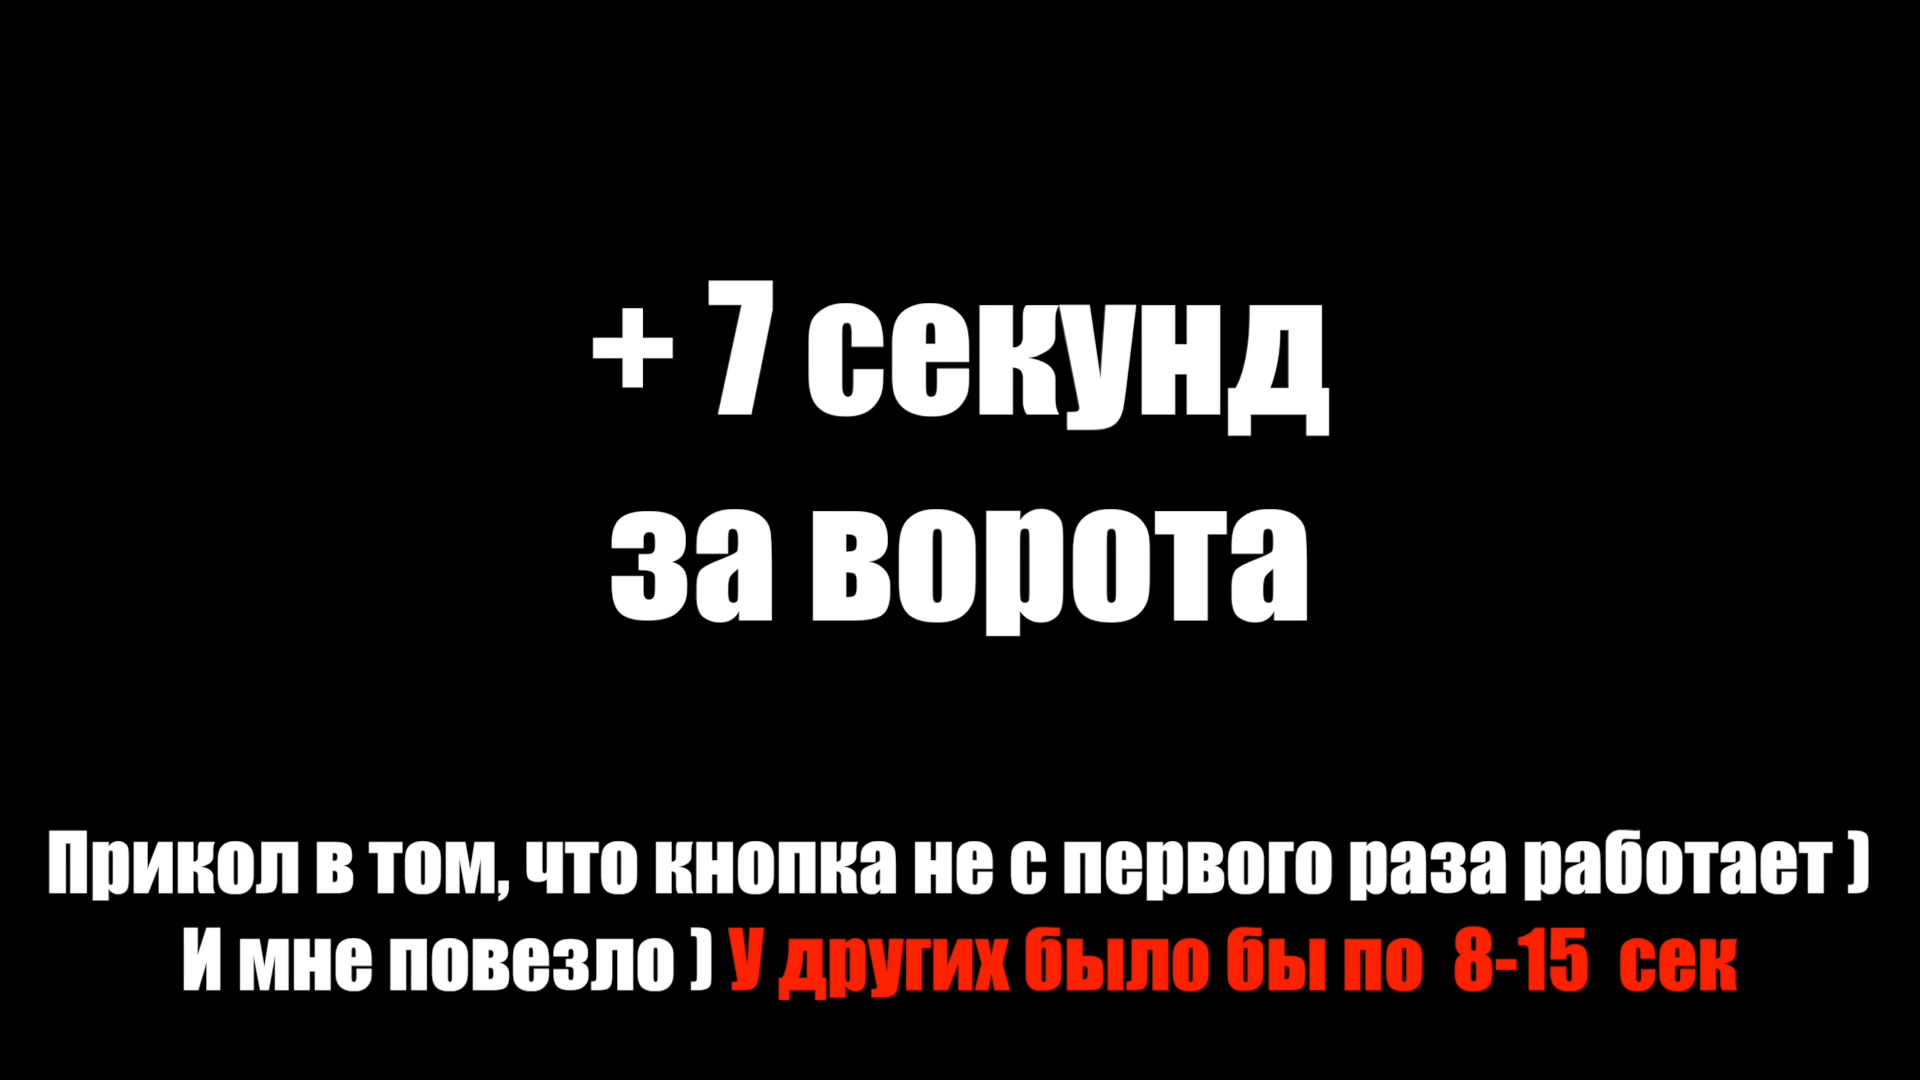 + 7 секунд
за ворота
Прикол в том, что кнопка не с первого раза работает )
И мне повезло ) У других было бы по 8-15 сек